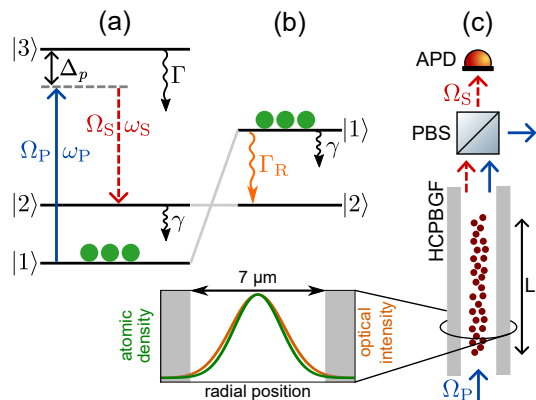 (a)
(b)
(c)
|3⟩
Δp
Γ
ΩS ωS
ΩP ωP
|2⟩
γ
|1⟩
|1⟩
γ
ΓR
|2⟩
APD
ΩS
PBS
HCPBGF
L
ΩP
7 μm
atomic
density
optical
intensity
radial position